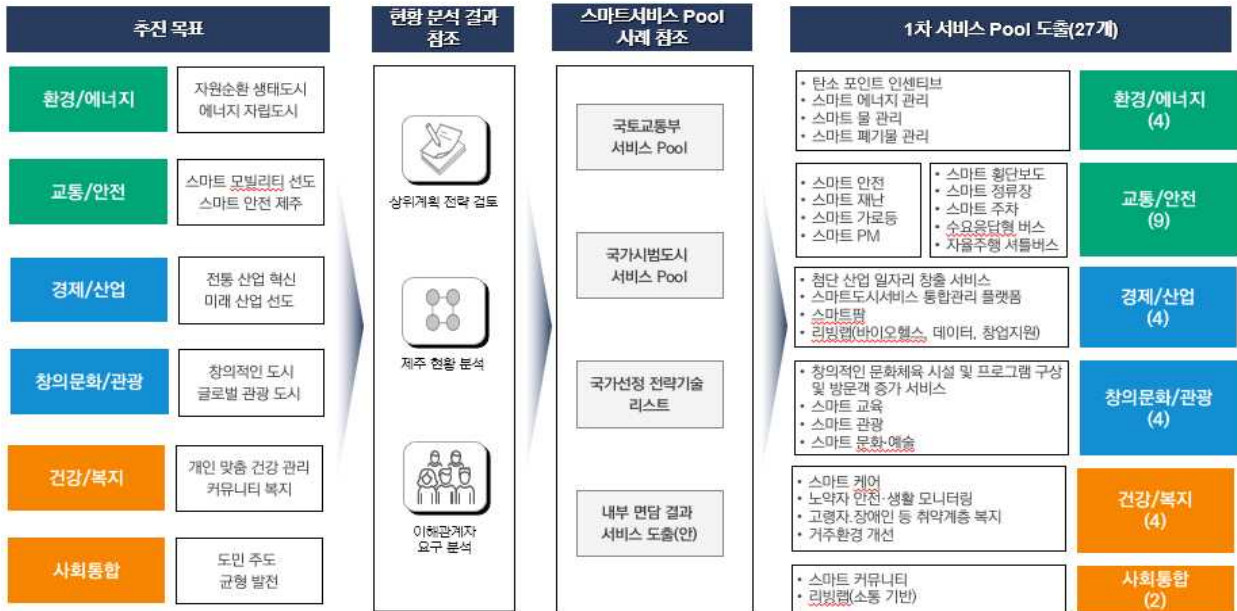 추진 목표
환경/에너지
자원순환 생태도시
에너지 자립도시
교통/안전
스마트 모빌리티 선도
스마트 안전 제주
경제/산업
전통 산업 혁신
미래 산업 선도
창의문화/관광
창의적인 도시
글로벌 관광 도시
건강/복지
개인 맞춤 건강 관리
커뮤니티 복지
사회통합
도민 주도
균형 발전
현황 분석 결과
참조
상위계획 전략 검토
제주 현황 분석
이해관계자
요구 분석
스마트서비스 Pool
사례 참조
국토교통부
서비스 Pool
국가시범도시
서비스 Pool
국가선정 전략기술
리스트
내부 면담 결과
서비스 도출(안)
1차 서비스 Pool 도출(27개)
• 탄소 포인트 인센티브
• 스마트 에너지 관리
• 스마트 물 관리
• 스마트 폐기물 관리
환경/에너지
(4)
• 스마트 안전
• 스마트 재난
• 스마트 가로등
• 스마트 PM
• 스마트 횡단보도
• 스마트 정류장
• 스마트 주차
• 수요응답형 버스
• 자율주행 셔틀버스
교통/안전
(9)
• 첨단 산업 일자리 창출 서비스
• 스마트도시서비스 통합관리 플랫폼
• 스마트팜
• 리빙랩(바이오헬스, 데이터, 창업지원)
경제/산업
(4)
• 창의적인 문화체육 시설 및 프로그램 구상
및 방문객 증가 서비스
• 스마트 교육
• 스마트 관광
• 스마트 문화·예술
창의문화/관광
(4)
• 스마트 케어
• 노약자 안전·생활 모니터링
• 고령자.장애인 등 취약계층 복지
• 거주환경 개선
건강/복지
(4)
• 스마트 커뮤니티
• 리빙랩(소통 기반)
사회통합
(2)